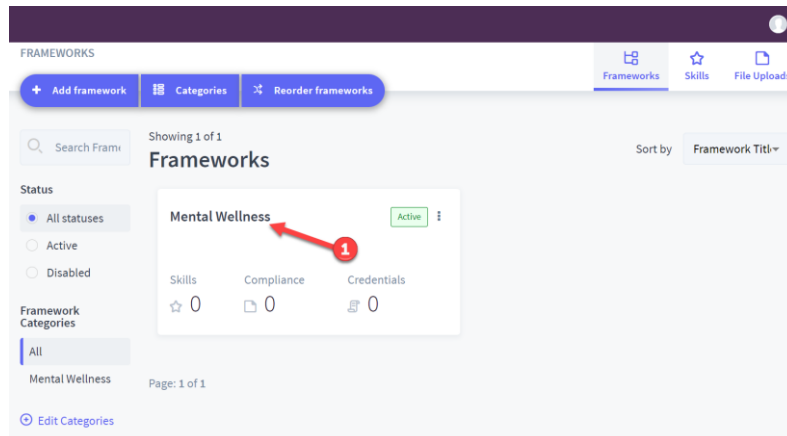 FRAMEWORKS
Frameworks
Skills
File Uploads
+ Add framework
Categories
Reorder frameworks
Search Frame
Showing 1 of 1
Frameworks
Sort by
Framework Titl
Status
All statuses
Active
Disabled
Mental Wellness
Active
1
Skills
Compliance
Credentials
0
0
0
Framework
Categories
All
Mental Wellness
Page: 1 of 1
Edit Categories